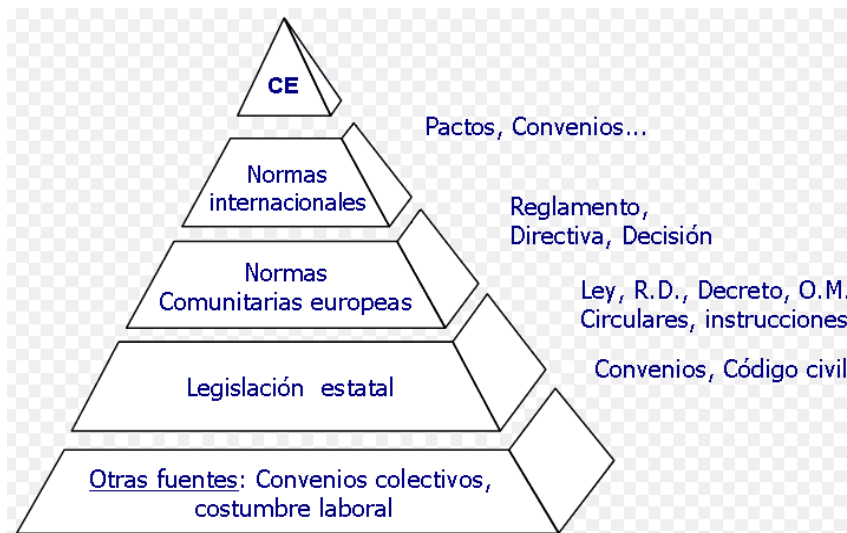 CE
Pactos, Convenios...
Normas
internacionales
Reglamento,
Directiva, Decisión
Normas
Comunitarias europeas
Ley, R.D., Decreto, O.M.
Circulares, instrucciones
Convenios, Código civil
Legislación estatal
Otras fuentes: Convenios colectivos,
costumbre laboral